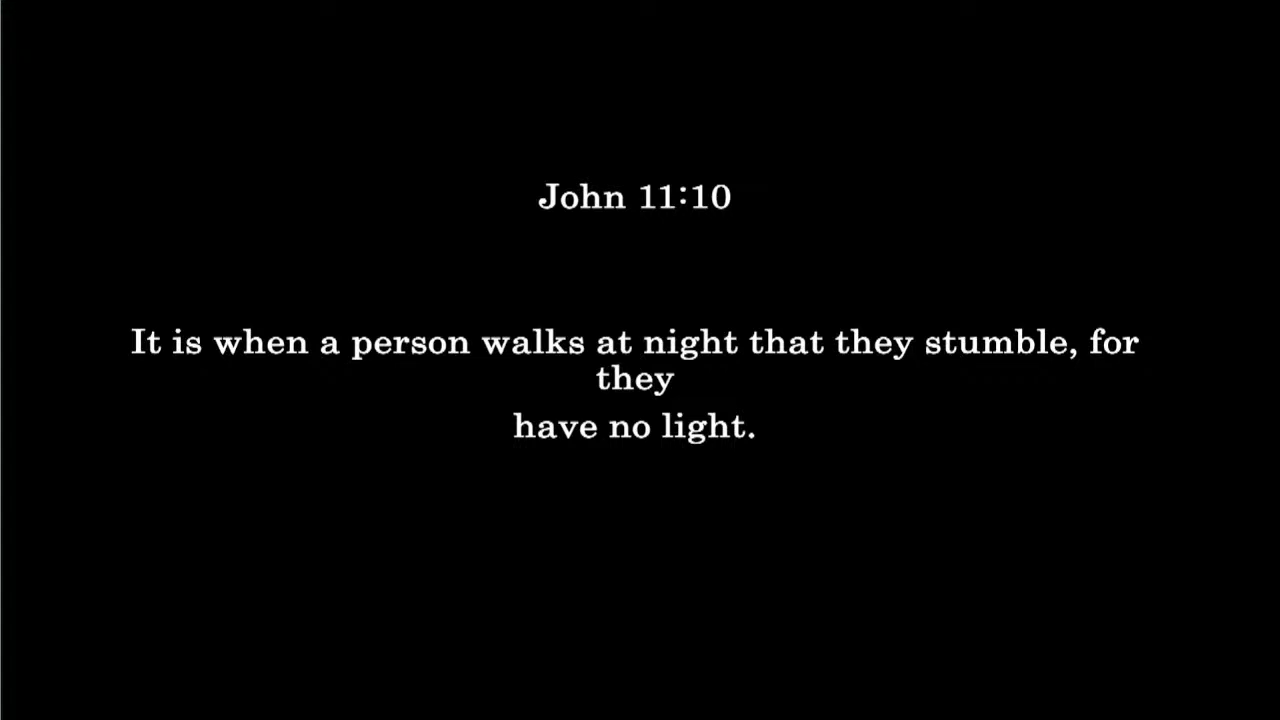 John 11:10
It is when a person walks at night that they stumble, for
they
have no light.